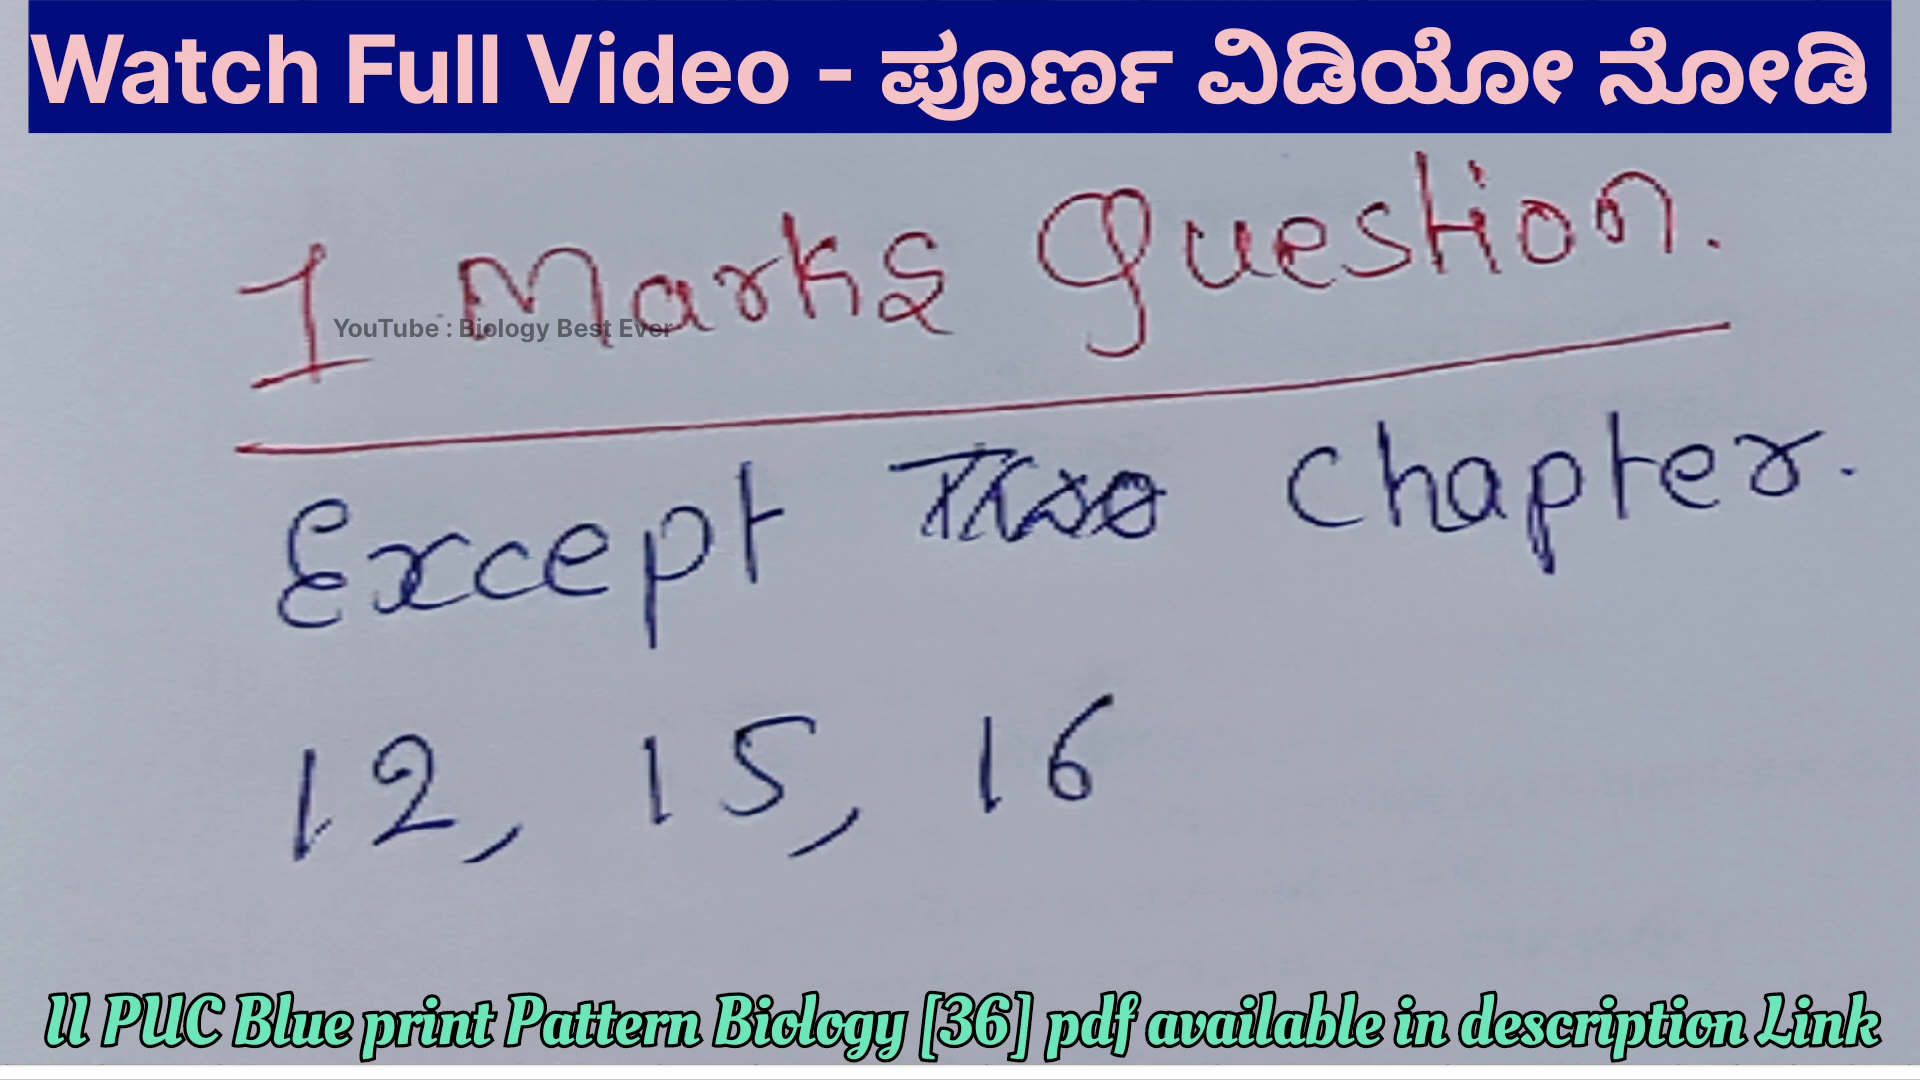 Watch Full Video - ಪೂರ್ಣ ವಿಡಿಯೋ ನೋಡಿ
1 Marks Question.
YouTube : Biology Best Ever
Except Two chapter.
12, 15, 16
II PUC Blue print Pattern Biology [36] pdf available in description Link